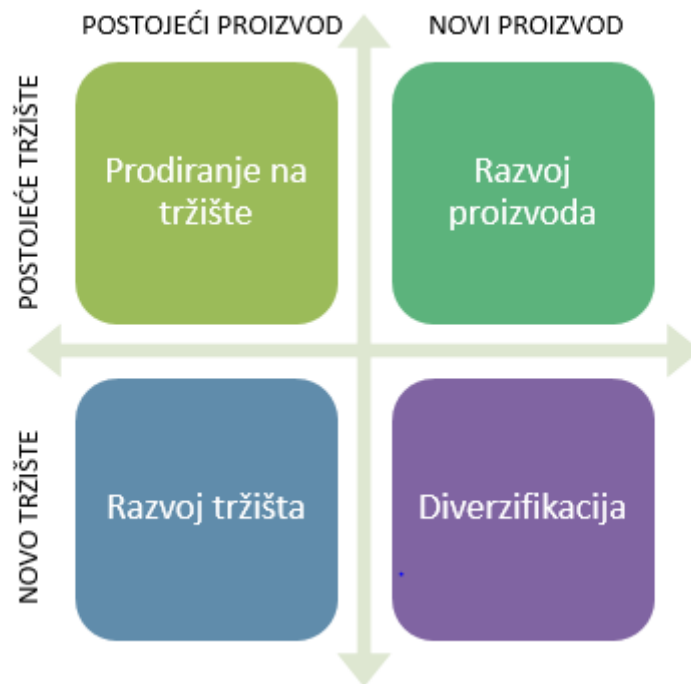 POSTOJEĆI PROIZVOD
NOVI PROIZVOD
POSTOJEĆE TRŽIŠTE
Prodiranje na
tržište
Razvoj
proizvoda
NOVO TRŽIŠTE
Razvoj tržišta
Diverzifikacija